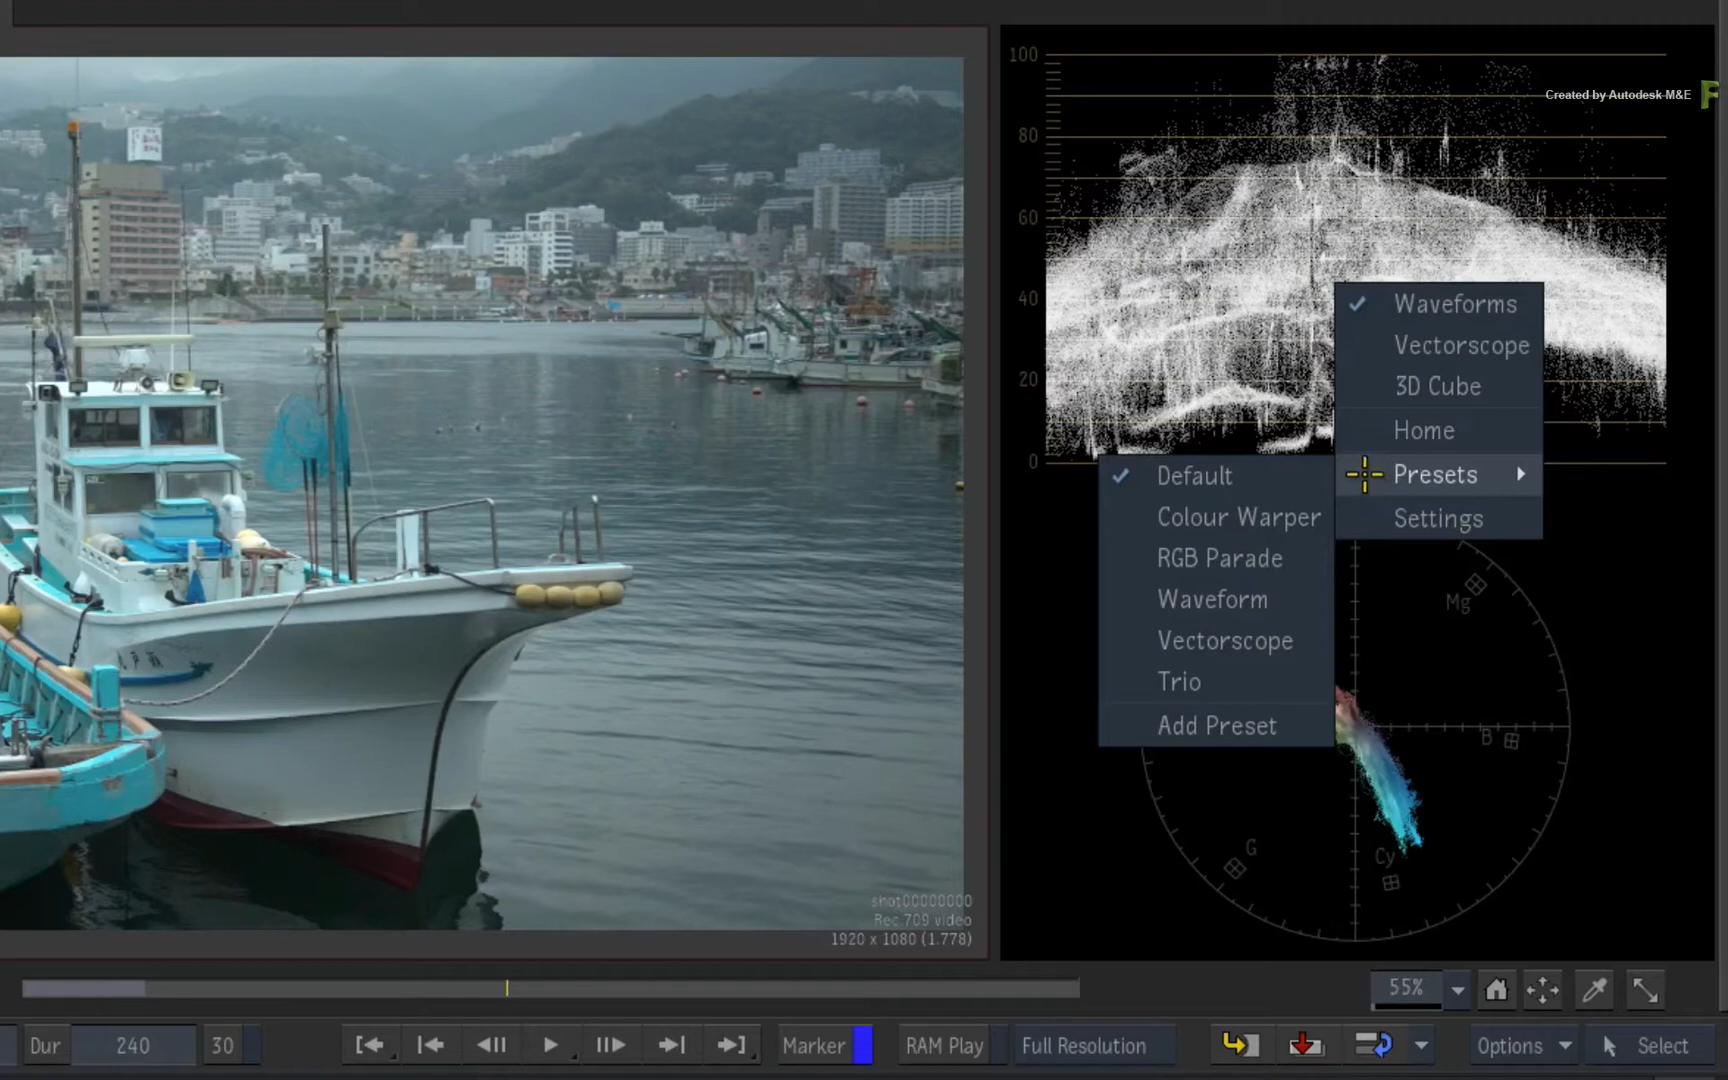 100
Created by Autodesk M&E
80
60
40
20
0
Waveforms
Vectorscope
3D Cube
Home
Presets
Settings
Default
Colour Warper
RGB Parade
Waveform
Vectorscope
Trio
Add Preset
Mg
B
G
Cy
shot00000000
Rec.709 video
1920 x 1080 (1.778)
55%
Dur
240
30
Marker
RAM Play
Full Resolution
Options
Select